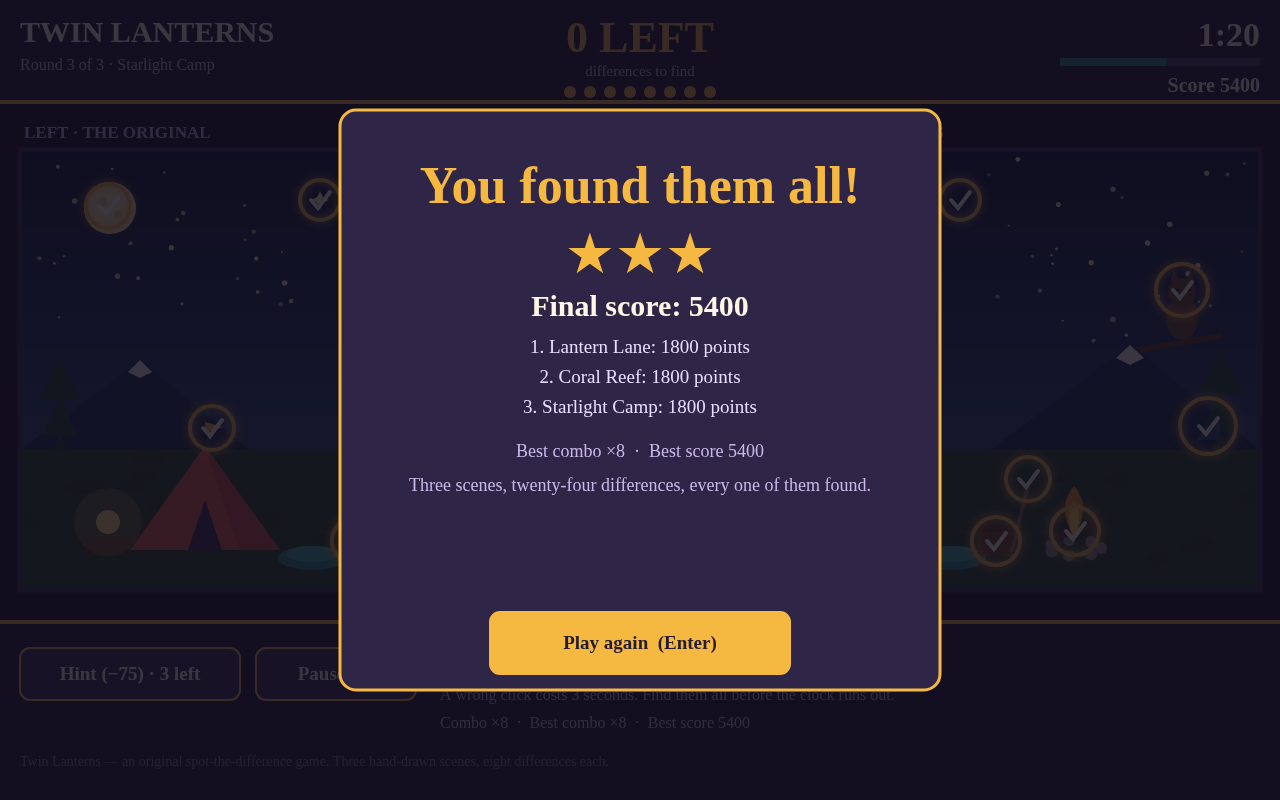 TWIN LANTERNS
Round 3 of 3 · Starlight Camp
0 LEFT
differences to find
1:20
Score 5400
LEFT · THE ORIGINAL
You found them all!
★★★
Final score: 5400
1. Lantern Lane: 1800 points
2. Coral Reef: 1800 points
3. Starlight Camp: 1800 points
Best combo ×8 · Best score 5400
Three scenes, twenty-four differences, every one of them found.
Play again (Enter)
Hint (−75) · 3 left
A wrong click costs 3 seconds. Find them all before the clock runs out.
Combo ×8 · Best combo ×8 · Best score 5400
Twin Lanterns — an original spot-the-difference game. Three hand-drawn scenes, eight differences each.